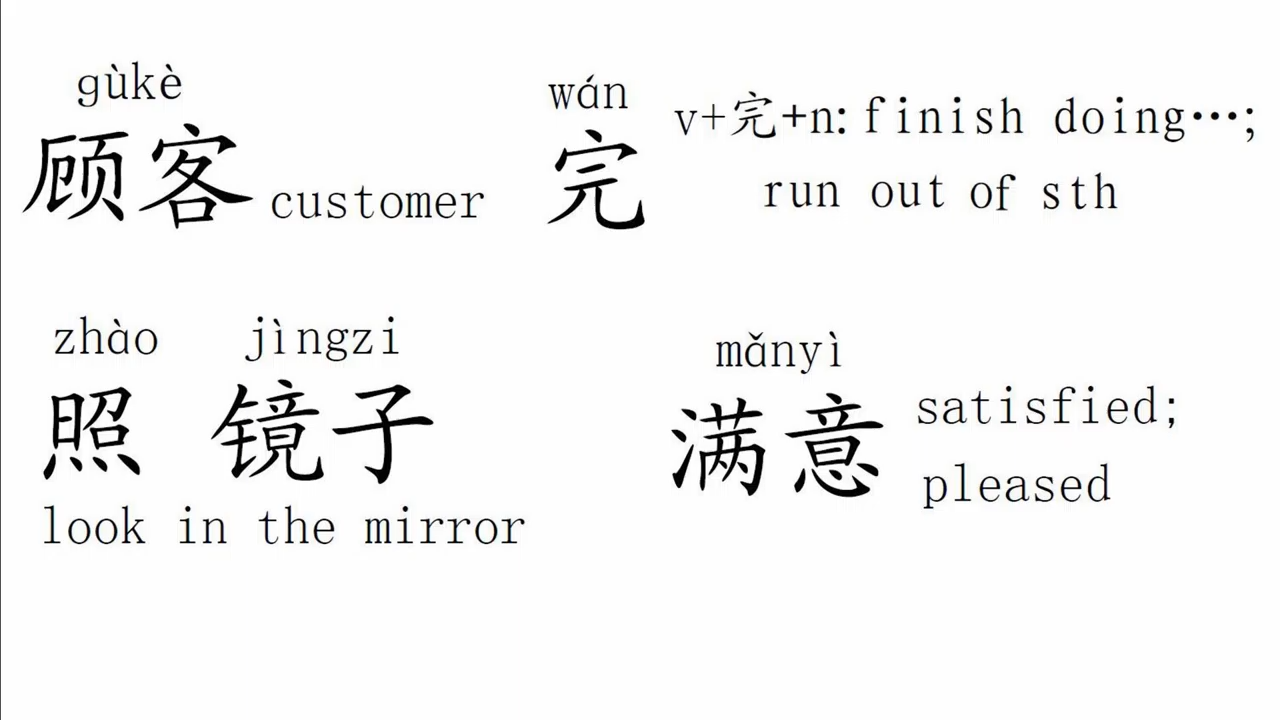 gùkè
顾客 customer
wán
完
v+完+n: finish doing…;
run out of sth
zhào jìngzi
照 镜子
look in the mirror
mǎnyì
满意
satisfied;
pleased